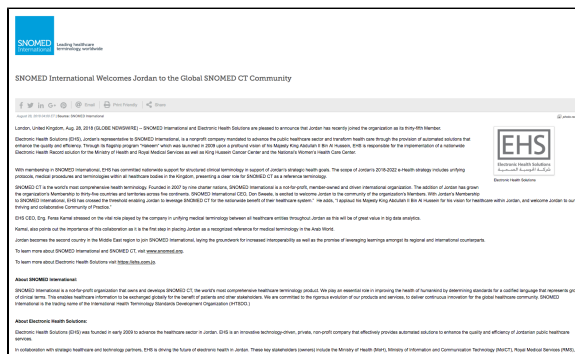 SNOMED
International
Leading healthcare
terminology, worldwide
SNOMED International Welcomes Jordan to the Global SNOMED CT Community
Email
Print Friendly
Share
August 28, 2018 04:00 ET | Source: SNOMED International
London, United Kingdom, Aug. 28, 2018 (GLOBE NEWSWIRE) -- SNOMED International and Electronic Health Solutions are pleased to announce that Jordan has recently joined the organization as its thirty-fifth Member.
Electronic Health Solutions (EHS), Jordan's representative to SNOMED International, is a nonprofit company mandated to advance the public healthcare sector and transform health care through the provision of automated solutions that
enhance the quality and efficiency. Through its flagship program "Hakeem" which was launched in 2009 upon a profound vision of his Majesty King Abdullah II Bin Al Hussein, EHS is responsible for the implementation of a nationwide
Electronic Health Record solution for the Ministry of Health and Royal Medical Services as well as King Hussein Cancer Center and the National's Women's Health Care Center.
EHS
Electronic Health Solutions
Electronic Health Solutions
With membership in SNOMED International, EHS has committed nationwide support for structured clinical terminology in support of Jordan's strategic health goals. The scope of Jordan's 2018-2022 e-Health strategy includes unifying
protocols, medical procedures and terminologies within all healthcare bodies in the Kingdom, presenting a clear role for SNOMED CT as a reference terminology.
SNOMED CT is the world's most comprehensive health terminology. Founded in 2007 by nine charter nations, SNOMED International is a not-for-profit, member-owned and driven international organization. The addition of Jordan has grown
the organization's Membership to thirty-five countries and territories across five continents. SNOMED International CEO, Don Sweete, is excited to welcome Jordan to the community of the organization's Members. With Jordan's Membership
to SNOMED International, EHS has crossed the threshold enabling Jordan to leverage SNOMED CT for the nationwide benefit of their healthcare system." He adds, "I applaud his Majesty King Abdullah II Bin Al Hussein for his vision for healthcare within Jordan, and welcome Jordan to our
thriving and collaborative Community of Practice."
EHS CEO, Eng. Feras Kamal stressed on the vital role played by the company in unifying medical terminology between all healthcare entities throughout Jordan as this will be of great value in big data analytics.
Kamal, also points out the importance of this collaboration as it is the first step in placing Jordan as a recognized reference for medical terminology in the Arab World.
Jordan becomes the second country in the Middle East region to join SNOMED International, laying the groundwork for increased interoperability as well as the promise of leveraging learnings amongst its regional and international counterparts.
To learn more about SNOMED International and SNOMED CT, visit www.snomed.org.
To learn more about Electronic Health Solutions, visit https://ehs.com.jo.
About SNOMED International:
SNOMED International is a not-for-profit organization that owns and develops SNOMED CT, the world's most comprehensive healthcare terminology product. We play an essential role in improving the health of humankind by determining standards for a codified language that represents groups
of clinical terms. This enables healthcare information to be exchanged globally for the benefit of patients and other stakeholders. We are committed to the rigorous evolution of our products and services, to deliver continuous innovation for the global healthcare community. SNOMED
International is the trading name of the International Health Terminology Standards Development Organization (IHTSDO.)
About Electronic Health Solutions:
Electronic Health Solutions (EHS) was founded in early 2009 to advance the healthcare sector in Jordan. EHS is an innovative technology-driven, private, non-profit company that effectively provides automated solutions to enhance the quality and efficiency of Jordanian public healthcare
services.
In collaboration with strategic healthcare and technology partners, EHS is driving the future of electronic health in Jordan. These key stakeholders (owners) include the Ministry of Health (MoH), Ministry of Information and Communication Technology (MoICT), Royal Medical Services (RMS),